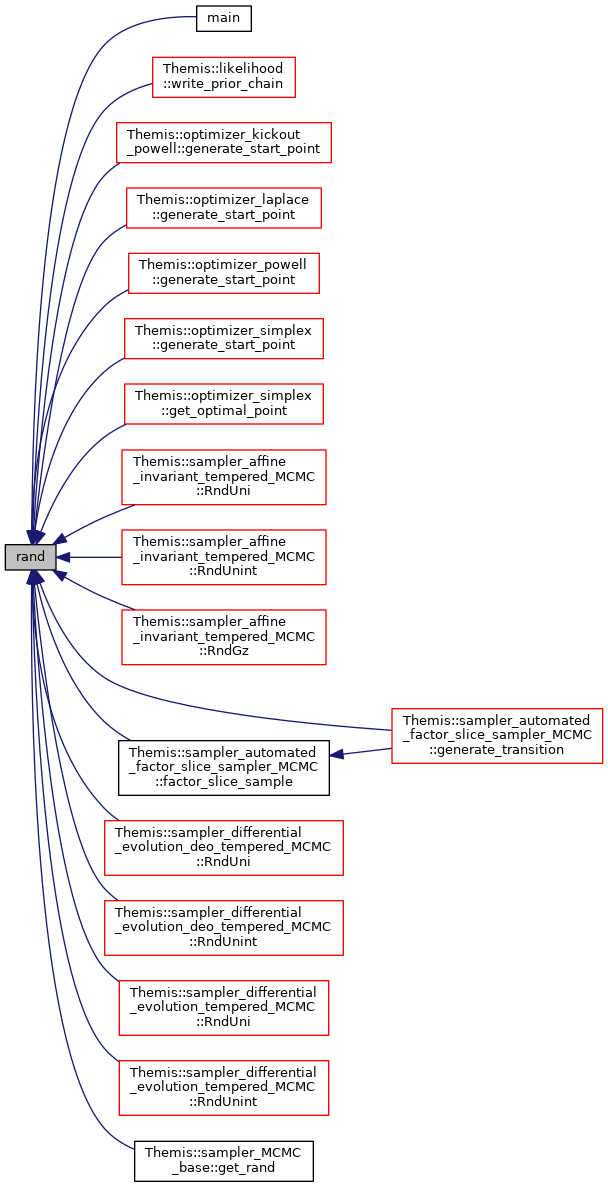 main
Themis::likelihood
::write_prior_chain
Themis::optimizer_kickout
_powell::generate_start_point
Themis::optimizer_laplace
::generate_start_point
Themis::optimizer_powell
::generate_start_point
Themis::optimizer_simplex
::generate_start_point
Themis::optimizer_simplex
::get_optimal_point
Themis::sampler_affine
_invariant_tempered_MCMC
::RndUni
rand
Themis::sampler_affine
_invariant_tempered_MCMC
::RndUnint
Themis::sampler_affine
_invariant_tempered_MCMC
::RndGz
Themis::sampler_automated
_factor_slice_sampler_MCMC
::generate_transition
Themis::sampler_automated
_factor_slice_sampler_MCMC
::factor_slice_sample
Themis::sampler_differential
_evolution_deo_tempered_MCMC
::RndUni
Themis::sampler_differential
_evolution_deo_tempered_MCMC
::RndUnint
Themis::sampler_differential
_evolution_tempered_MCMC
::RndUni
Themis::sampler_differential
_evolution_tempered_MCMC
::RndUnint
Themis::sampler_MCMC
_base::get_rand